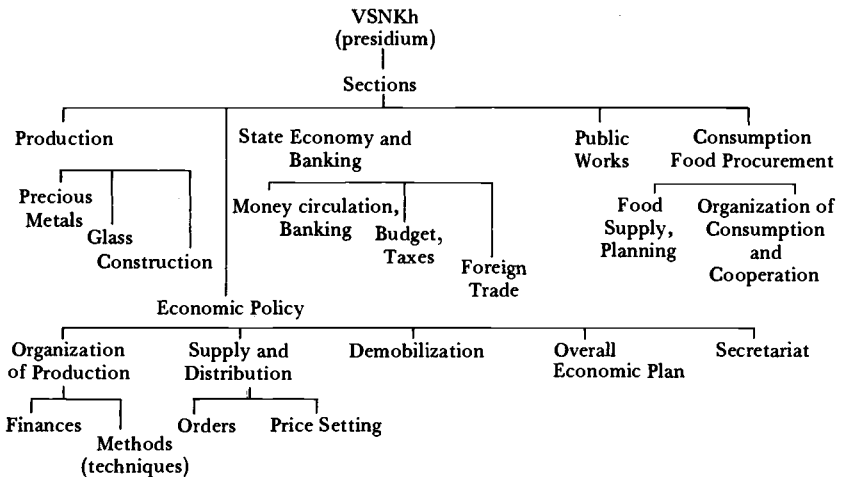 VSNKh
(presidium)
Sections
Production
State Economy and
Banking
Public
Works
Consumption
Food Procurement
Precious
Metals
Glass
Construction
Money circulation,
Banking
Budget,
Taxes
Foreign
Trade
Food
Supply,
Planning
Organization of
Consumption
and
Cooperation
Economic Policy
Organization
of Production
Supply and
Distribution
Demobilization
Overall
Economic Plan
Secretariat
Finances
Methods
(techniques)
Orders
Price Setting